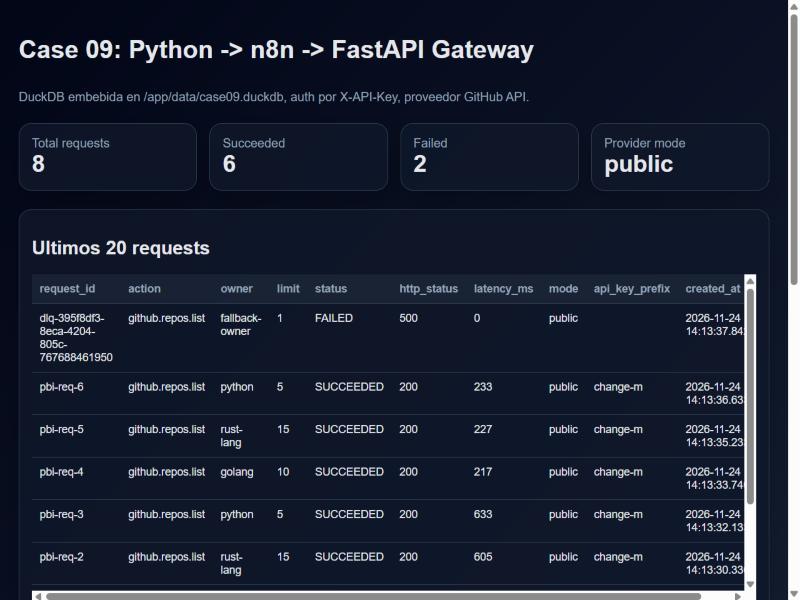 Case 09: Python -> n8n -> FastAPI Gateway
DuckDB embebida en /app/data/case09.duckdb, auth por X-API-Key, proveedor GitHub API.
Total requests
8
Succeeded
6
Failed
2
Provider mode
public
Ultimos 20 requests
request_id action owner limit status http_status latency_ms mode api_key_prefix created_at
dlq-395f8df3-8eca-4204-805c-767688461950 github.repos.list fallback-owner 1 FAILED 500 0 public 2026-11-24 14:13:37.84
pbi-req-6 github.repos.list python 5 SUCCEEDED 200 233 public change-m 2026-11-24 14:13:36.63
pbi-req-5 github.repos.list rust-lang 15 SUCCEEDED 200 227 public change-m 2026-11-24 14:13:35.23
pbi-req-4 github.repos.list golang 10 SUCCEEDED 200 217 public change-m 2026-11-24 14:13:33.74
pbi-req-3 github.repos.list python 5 SUCCEEDED 200 633 public change-m 2026-11-24 14:13:32.13
pbi-req-2 github.repos.list rust-lang 15 SUCCEEDED 200 605 public change-m 2026-11-24 14:13:30.33